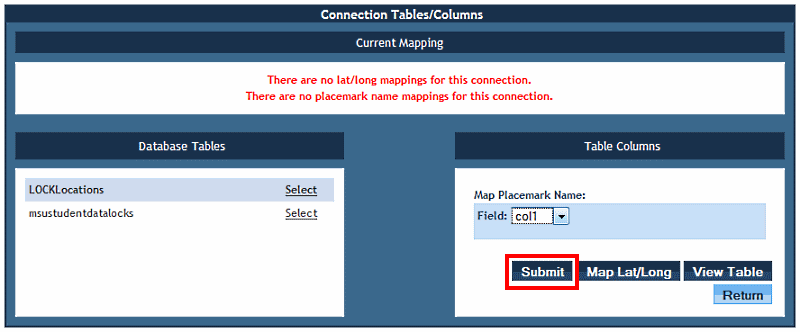 Connection Tables/Columns
Current Mapping
There are no lat/long mappings for this connection.
There are no placemark name mappings for this connection.
Database Tables
LOCKLocations Select
msustudentdatalocks Select
Table Columns
Map Placemark Name:
Field: col1
Submit Map Lat/Long View Table
Return